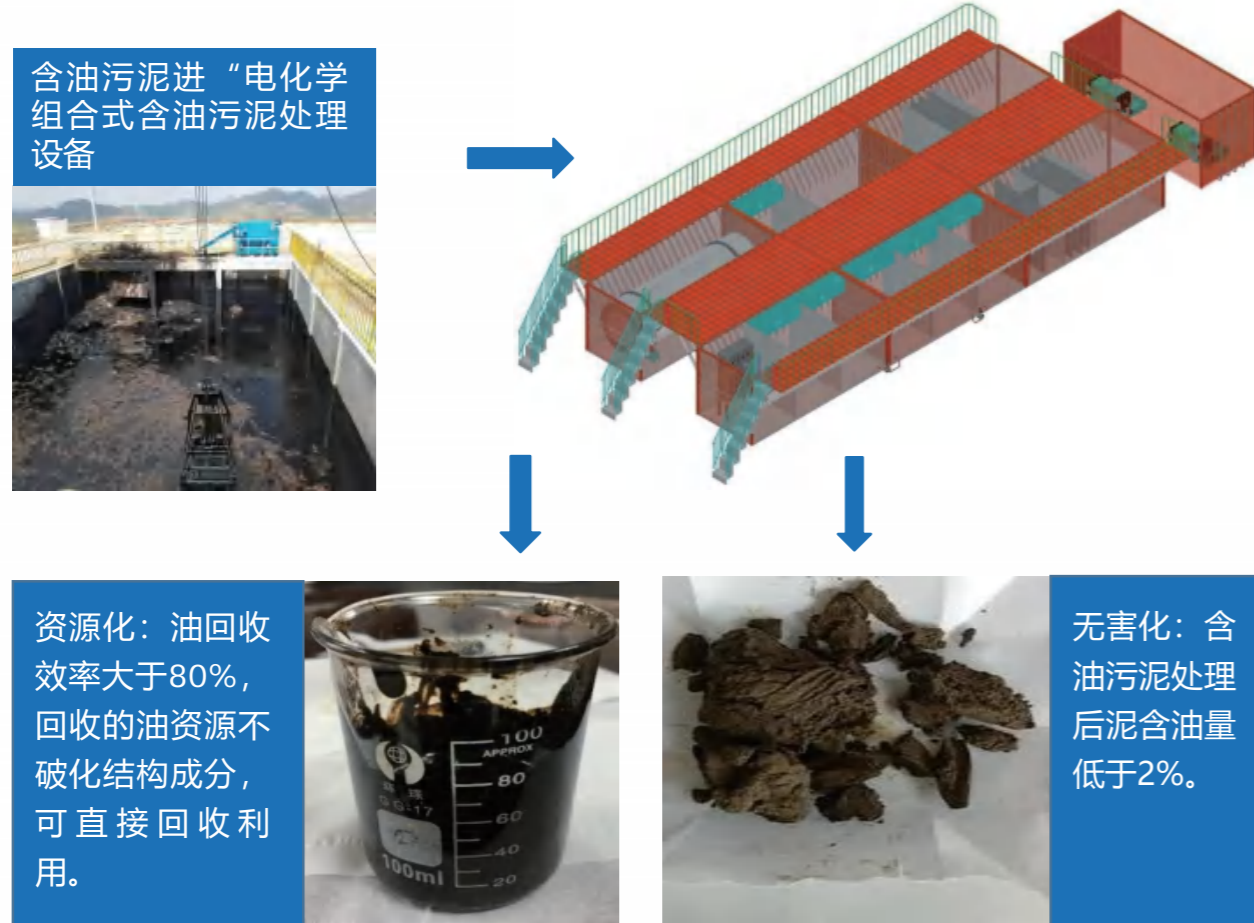 含油污泥进“电化学
组合式含油污泥处理
设备
资源化：油回收
效率大于80%，
回收的油资源不
破化结构成分，
可直接回收利
用。
100
APPROX
80
GG-17
60
40
100ml
20
无害化：含
油污泥处理
后泥含油量
低于2%。